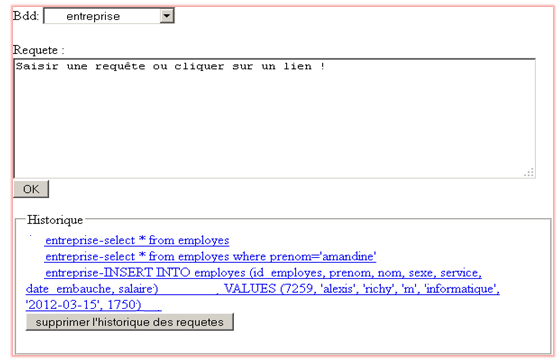 Bdd: entreprise
Requete :
Saisir une requête ou cliquer sur un lien !
OK
Historique
entreprise-select * from employes
entreprise-select * from employes where prenom='amandine'
entreprise-INSERT INTO employes (id_employes, prenom, nom, sexe, service,
date_embauche, salaire) , VALUES (7259, 'alexis', 'richy', 'm', 'informatique',
'2012-03-15', 1750) ,
supprimer l'historique des requetes